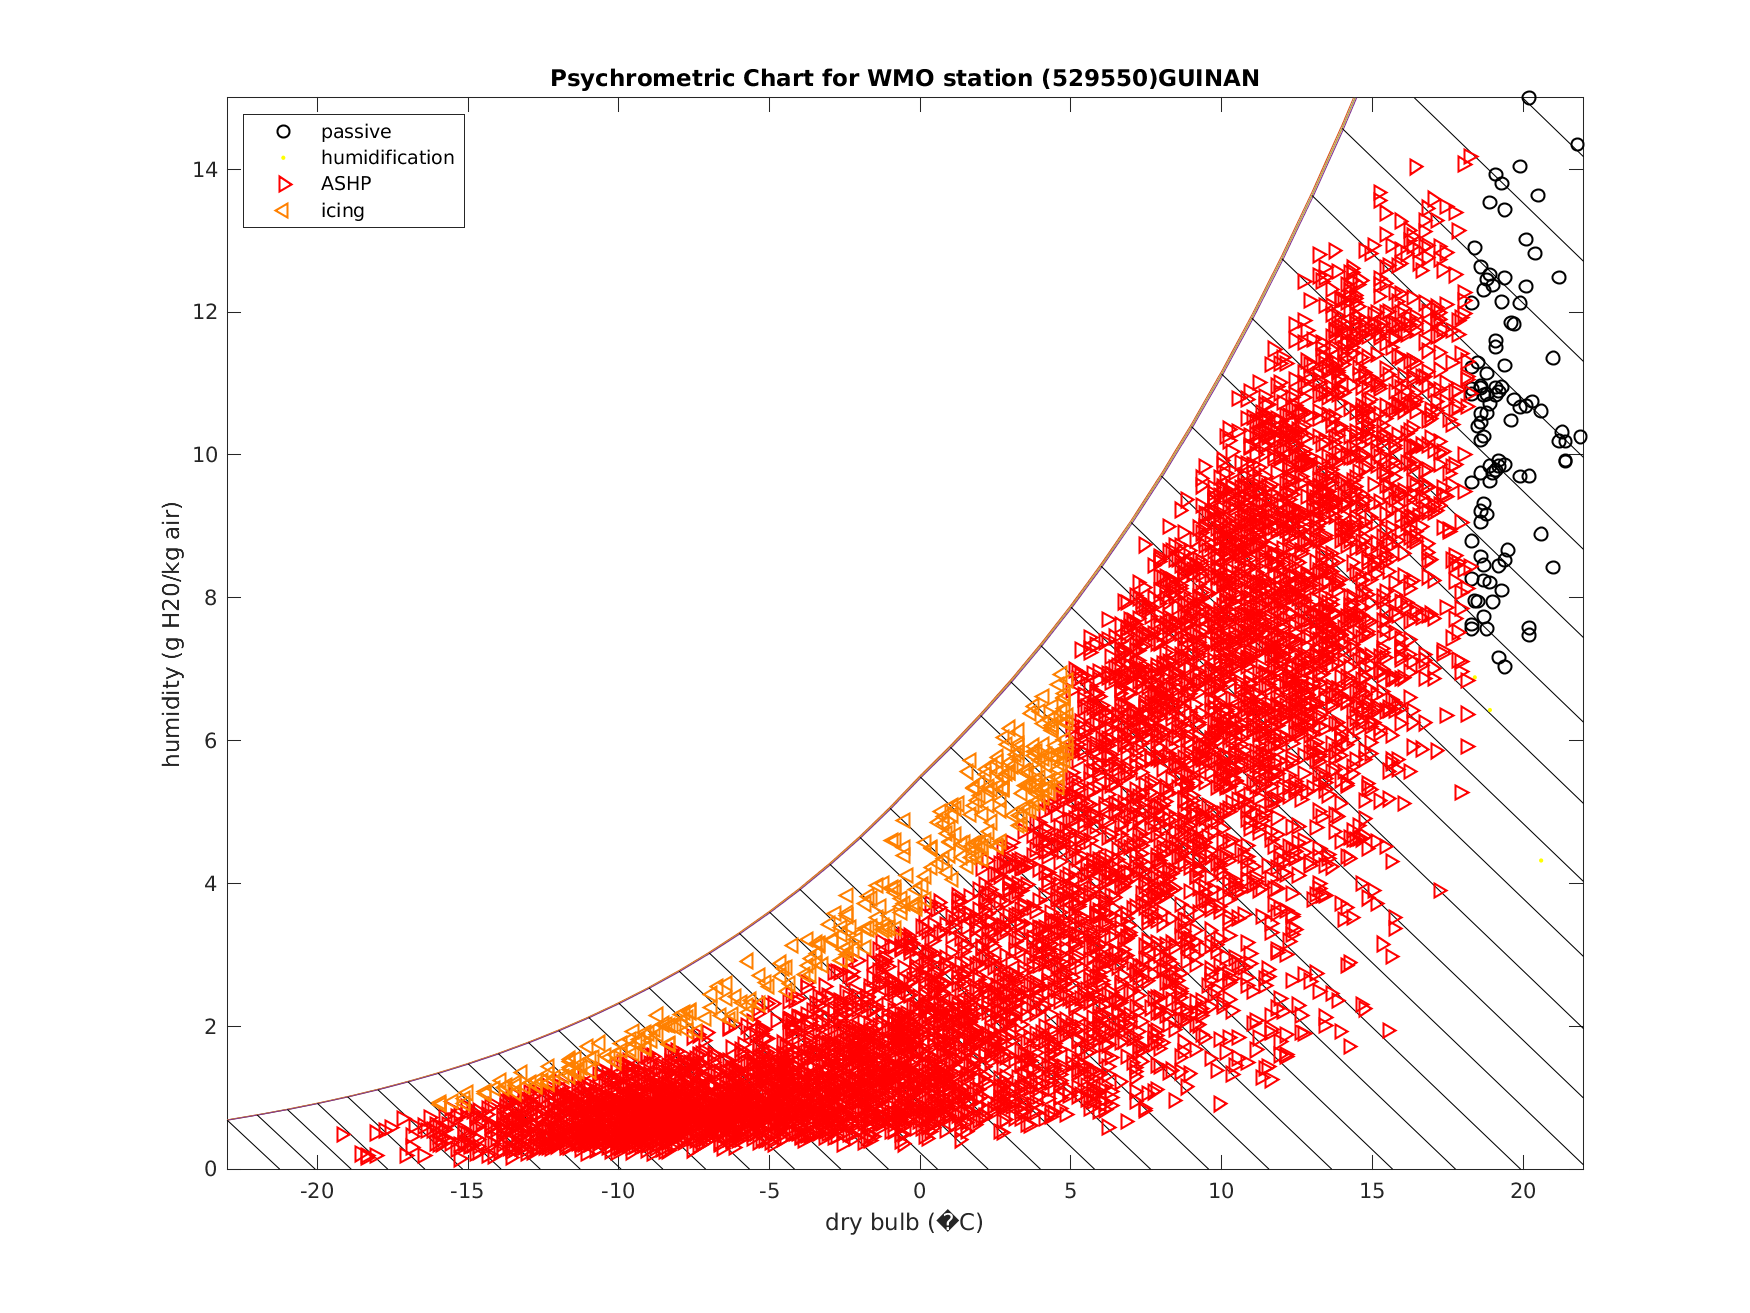 Psychrometric Chart for WMO station (529550)GUINAN
passive
humidification
ASHP
icing
humidity (g H20/kg air)
14
12
10
8
6
4
2
0
-20 -15 -10 -5 0 5 10 15 20
dry bulb (�C)